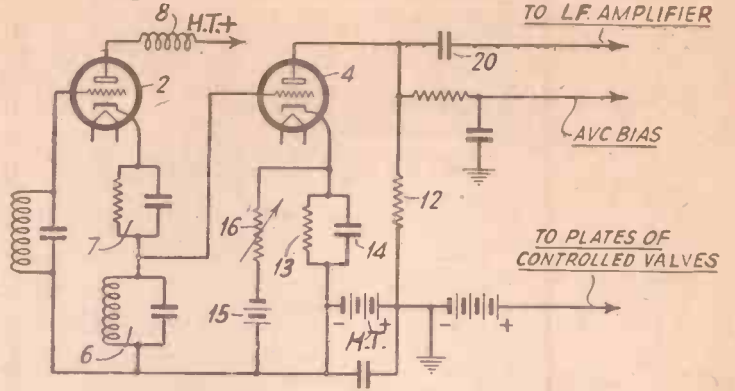 8
H.T.+
TO L.F. AMPLIFIER
2
4
20
AVC BIAS
7
16
13
14
12
TO PLATES OF
CONTROLLED VALVES
6
15
- +
H.T.
- +